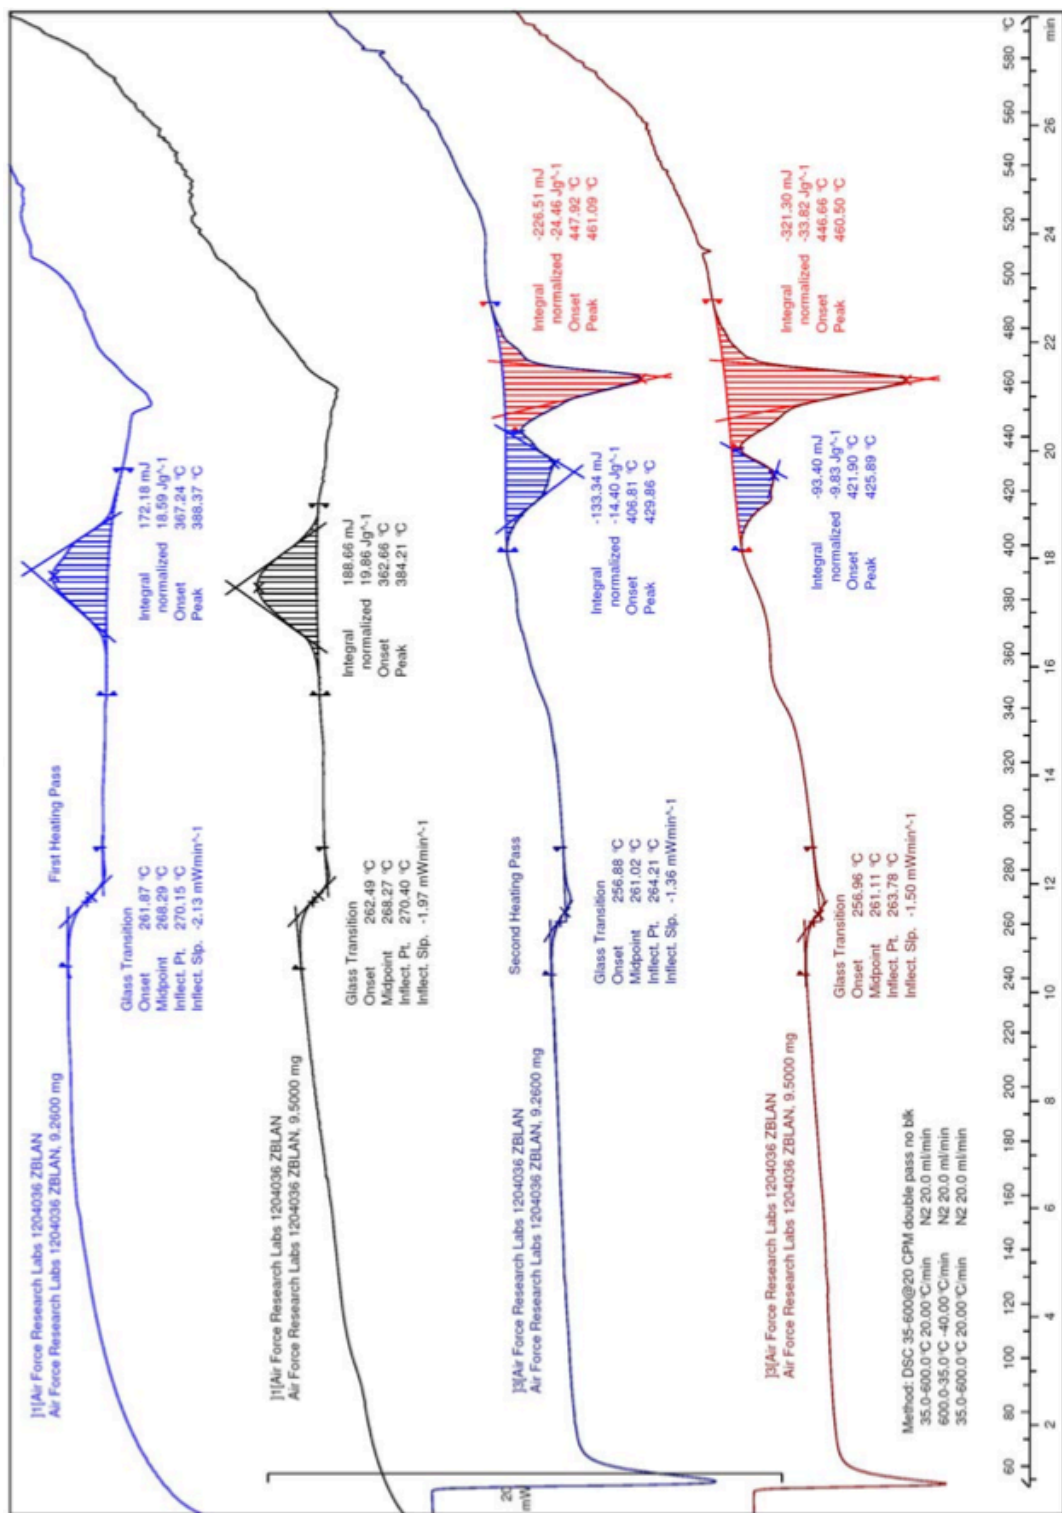 ]1[Air Force Research Labs 1204036 ZBLAN
Air Force Research Labs 1204036 ZBLAN, 9.2600 mg
First Heating Pass
Glass Transition
Onset 261.87 °C
Midpoint 268.29 °C
Inflect. Pt. 270.15 °C
Inflect. Slp. -2.13 mWmin^-1
Integral 172.18 mJ
normalized 18.59 Jg^-1
Onset 367.24 °C
Peak 388.37 °C
]1[Air Force Research Labs 1204036 ZBLAN
Air Force Research Labs 1204036 ZBLAN, 9.5000 mg
Glass Transition
Onset 262.49 °C
Midpoint 268.27 °C
Inflect. Pt. 270.40 °C
Inflect. Slp. -1.97 mWmin^-1
Integral 188.66 mJ
normalized 19.86 Jg^-1
Onset 362.66 °C
Peak 384.21 °C
20
mW
]3[Air Force Research Labs 1204036 ZBLAN
Air Force Research Labs 1204036 ZBLAN, 9.2600 mg
Second Heating Pass
Glass Transition
Onset 256.88 °C
Midpoint 261.02 °C
Inflect. Pt. 264.21 °C
Inflect. Slp. -1.36 mWmin^-1
Integral -133.34 mJ
normalized -14.40 Jg^-1
Onset 406.81 °C
Peak 429.86 °C
Integral -226.51 mJ
normalized -24.46 Jg^-1
Onset 447.92 °C
Peak 461.09 °C
]3[Air Force Research Labs 1204036 ZBLAN
Air Force Research Labs 1204036 ZBLAN, 9.5000 mg
Glass Transition
Onset 256.96 °C
Midpoint 261.11 °C
Inflect. Pt. 263.78 °C
Inflect. Slp. -1.50 mWmin^-1
Integral -93.40 mJ
normalized -9.83 Jg^-1
Onset 421.90 °C
Peak 425.89 °C
Integral -321.30 mJ
normalized -33.82 Jg^-1
Onset 446.66 °C
Peak 460.50 °C
Method: DSC 35-600@20 CPM double pass no blk
35.0-600.0°C 20.00°C/min N2 20.0 ml/min
600.0-35.0°C -40.00°C/min N2 20.0 ml/min
35.0-600.0°C 20.00°C/min N2 20.0 ml/min
60 80 100 120 140 160 180 200 220 240 260 280 300 320 340 360 380 400 420 440 460 480 500 520 540 560 580 °C
2 4 6 8 10 12 14 16 18 20 22 24 26 min